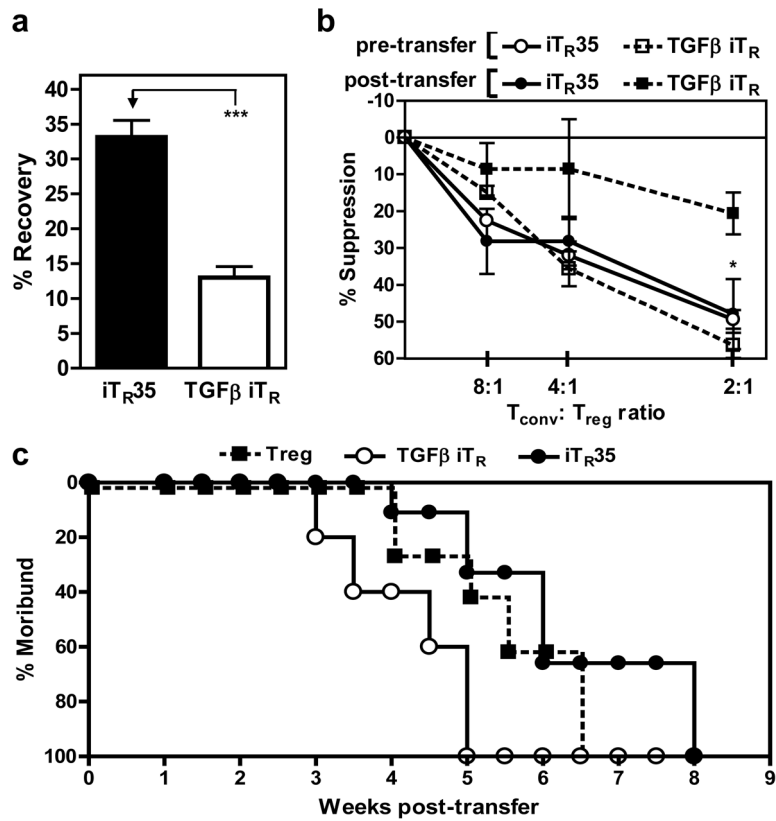 a
% Recovery
40
35
30
25
20
15
10
5
0
***
iTR35 TGFβ iTR
b
pre-transfer iTR35 TGFβ iTR
post-transfer iTR35 TGFβ iTR
% Suppression
-10
0
10
20
30
40
50
60
*
8:1 4:1 2:1
Tconv: Treg ratio
c
Treg TGFβ iTR iTR35
% Moribund
0
20
40
60
80
100
0 1 2 3 4 5 6 7 8 9
Weeks post-transfer